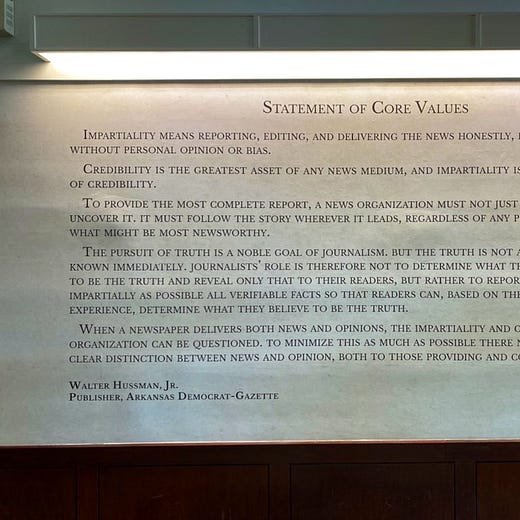 Statement of Core Values
Impartiality means reporting, editing, and delivering the news honestly,
without personal opinion or bias.
Credibility is the greatest asset of any news medium, and impartiality is
of credibility.
To provide the most complete report, a news organization must not just
uncover it. It must follow the story wherever it leads, regardless of any
what might be most newsworthy.
The pursuit of truth is a noble goal of journalism. But the truth is not
known immediately. Journalists' role is therefore not to determine what
to be the truth and reveal only that to their readers, but rather to
impartially as possible all verifiable facts so that readers can, based on
experience, determine what they believe to be the truth.
When a newspaper delivers both news and opinions, the impartiality and
organization can be questioned. To minimize this as much as possible there
clear distinction between news and opinion, both to those providing and
Walter Hussman, Jr.
Publisher, Arkansas Democrat-Gazette